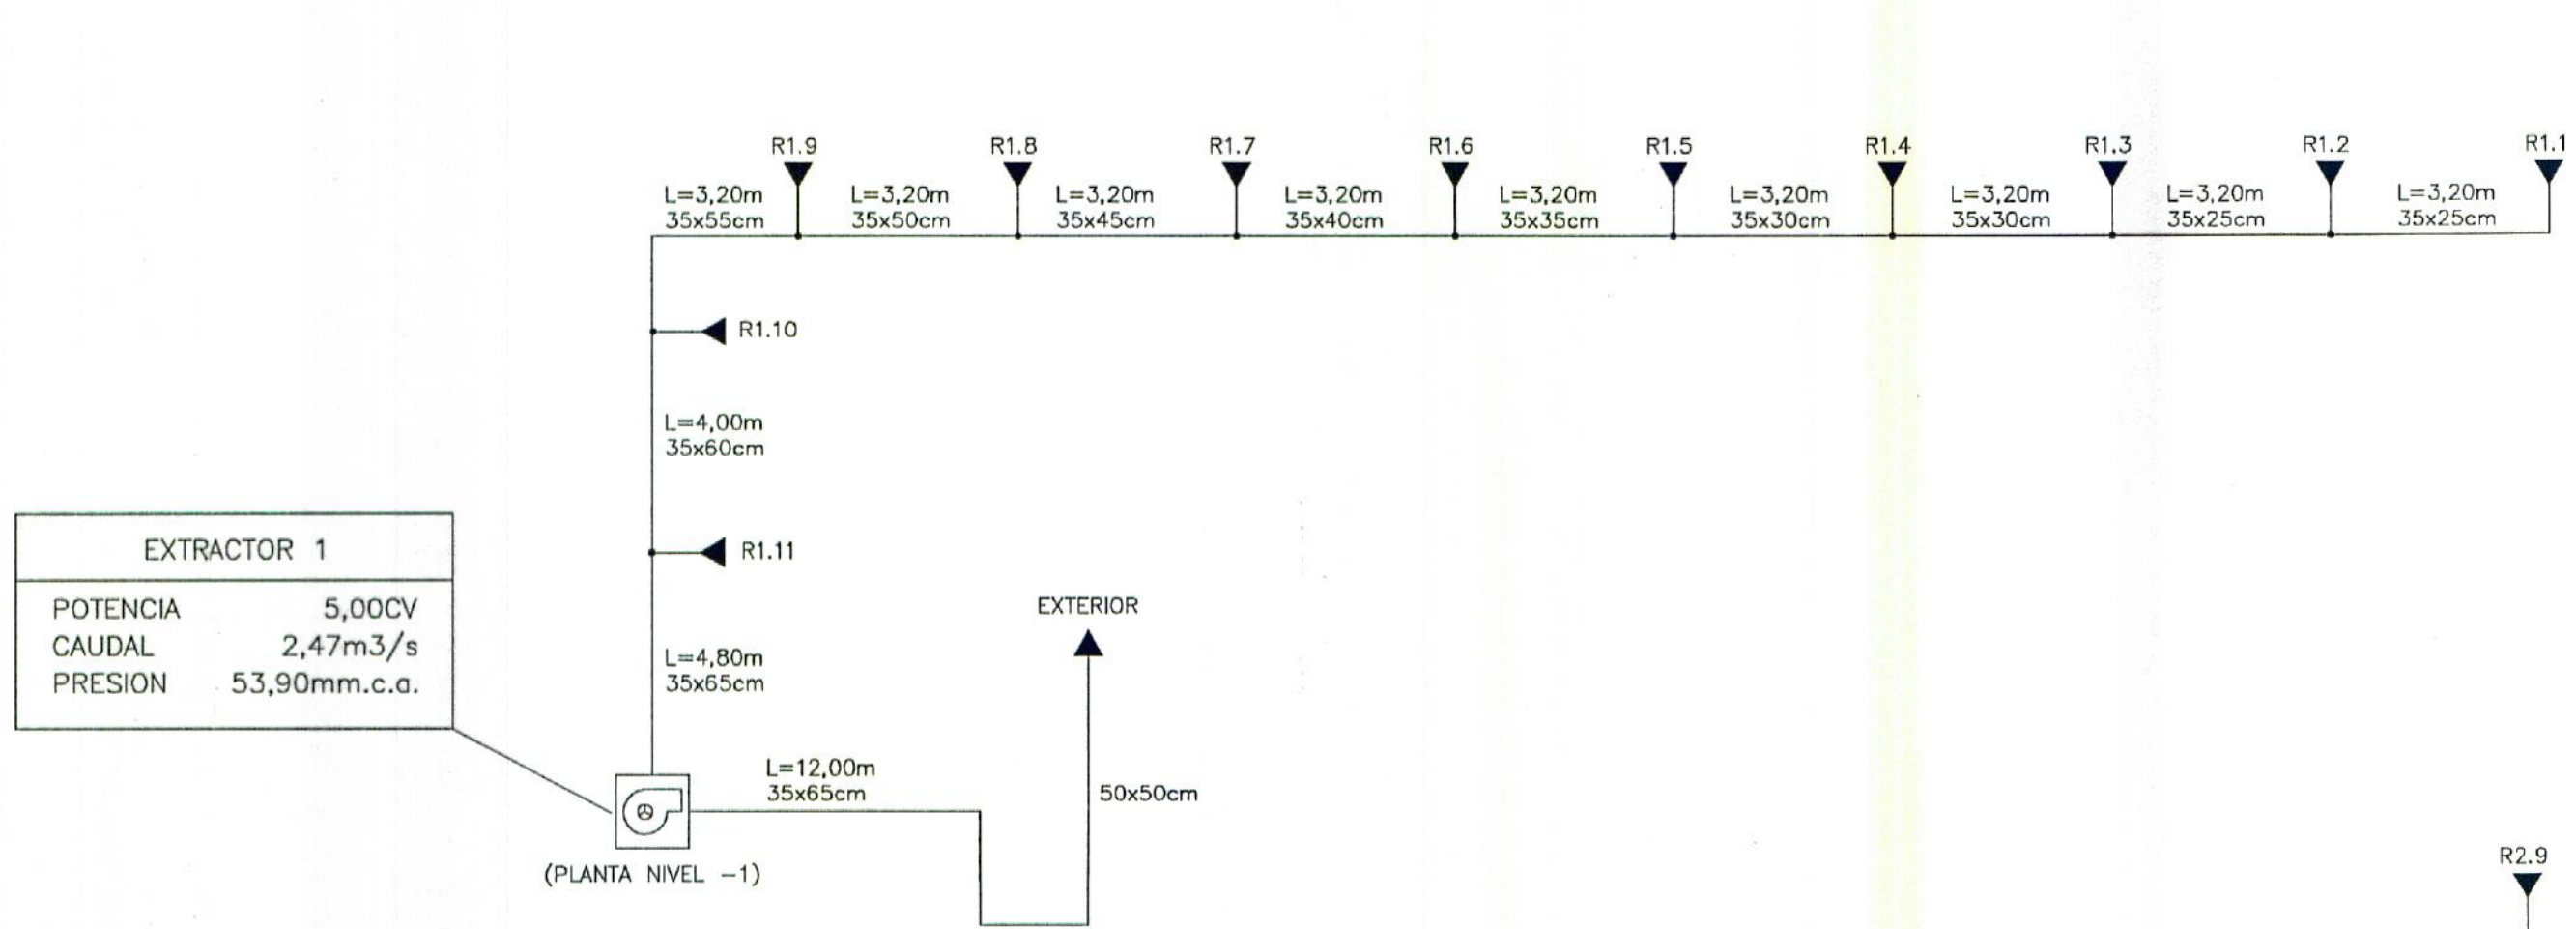 R1.9
R1.8
R1.7
R1.6
R1.5
R1.4
R1.3
R1.2
R1.1
L=3,20m
35x55cm
L=3,20m
35x50cm
L=3,20m
35x45cm
L=3,20m
35x40cm
L=3,20m
35x35cm
L=3,20m
35x30cm
L=3,20m
35x30cm
L=3,20m
35x25cm
L=3,20m
35x25cm
R1.10
L=4,00m
35x60cm
R1.11
EXTRACTOR 1
POTENCIA 5,00CV
CAUDAL 2,47m3/s
PRESION 53,90mm.c.a.
EXTERIOR
L=4,80m
35x65cm
L=12,00m
35x65cm
50x50cm
(PLANTA NIVEL -1)
R2.9